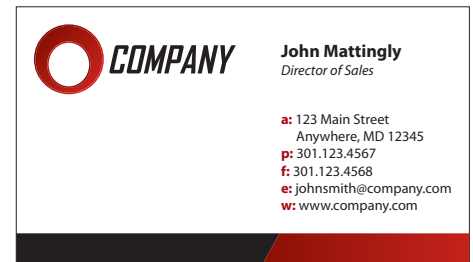 COMPANY
John Mattingly
Director of Sales
a: 123 Main Street
Anywhere, MD 12345
p: 301.123.4567
f: 301.123.4568
e: johnsmith@company.com
w: www.company.com